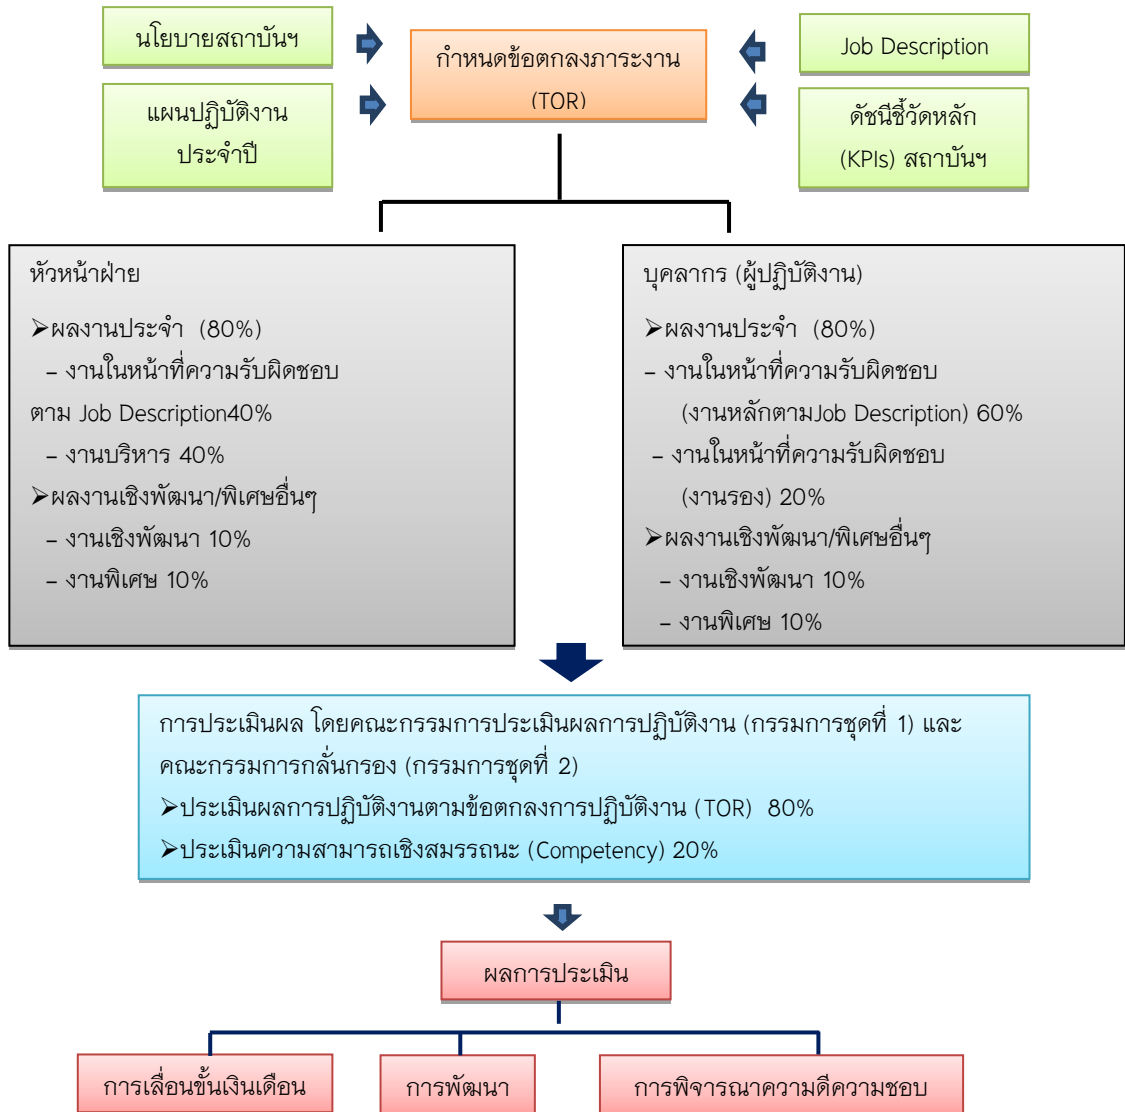 นโยบายสถาบันฯ
แผนปฏิบัติงาน
ประจำปี
กำหนดข้อตกลงภาระงาน
(TOR)
Job Description
ดัชนีชี้วัดหลัก
(KPIs) สถาบันฯ
หัวหน้าฝ่าย
➢ผลงานประจำ (80%)
– งานในหน้าที่ความรับผิดชอบ
ตาม Job Description40%
– งานบริหาร 40%
➢ผลงานเชิงพัฒนา/พิเศษอื่นๆ
– งานเชิงพัฒนา 10%
– งานพิเศษ 10%
บุคลากร (ผู้ปฏิบัติงาน)
➢ผลงานประจำ (80%)
– งานในหน้าที่ความรับผิดชอบ
(งานหลักตามJob Description) 60%
– งานในหน้าที่ความรับผิดชอบ
(งานรอง) 20%
➢ผลงานเชิงพัฒนา/พิเศษอื่นๆ
– งานเชิงพัฒนา 10%
– งานพิเศษ 10%
การประเมินผล โดยคณะกรรมการประเมินผลการปฏิบัติงาน (กรรมการชุดที่ 1) และ
คณะกรรมการกลั่นกรอง (กรรมการชุดที่ 2)
➢ประเมินผลการปฏิบัติงานตามข้อตกลงการปฏิบัติงาน (TOR) 80%
➢ประเมินความสามารถเชิงสมรรถนะ (Competency) 20%
ผลการประเมิน
การเลื่อนขั้นเงินเดือน
การพัฒนา
การพิจารณาความดีความชอบ